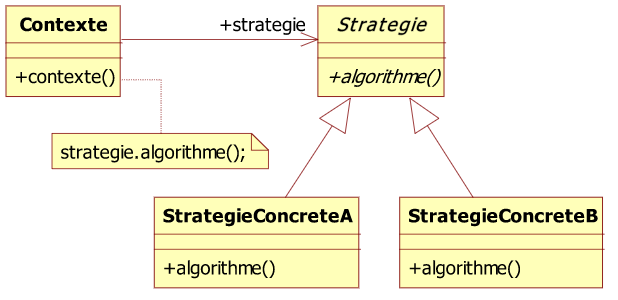 Contexte
+strategie
Strategie
+contexte()
+algorithme()
strategie.algorithme();
StrategieConcreteA
StrategieConcreteB
+algorithme()
+algorithme()